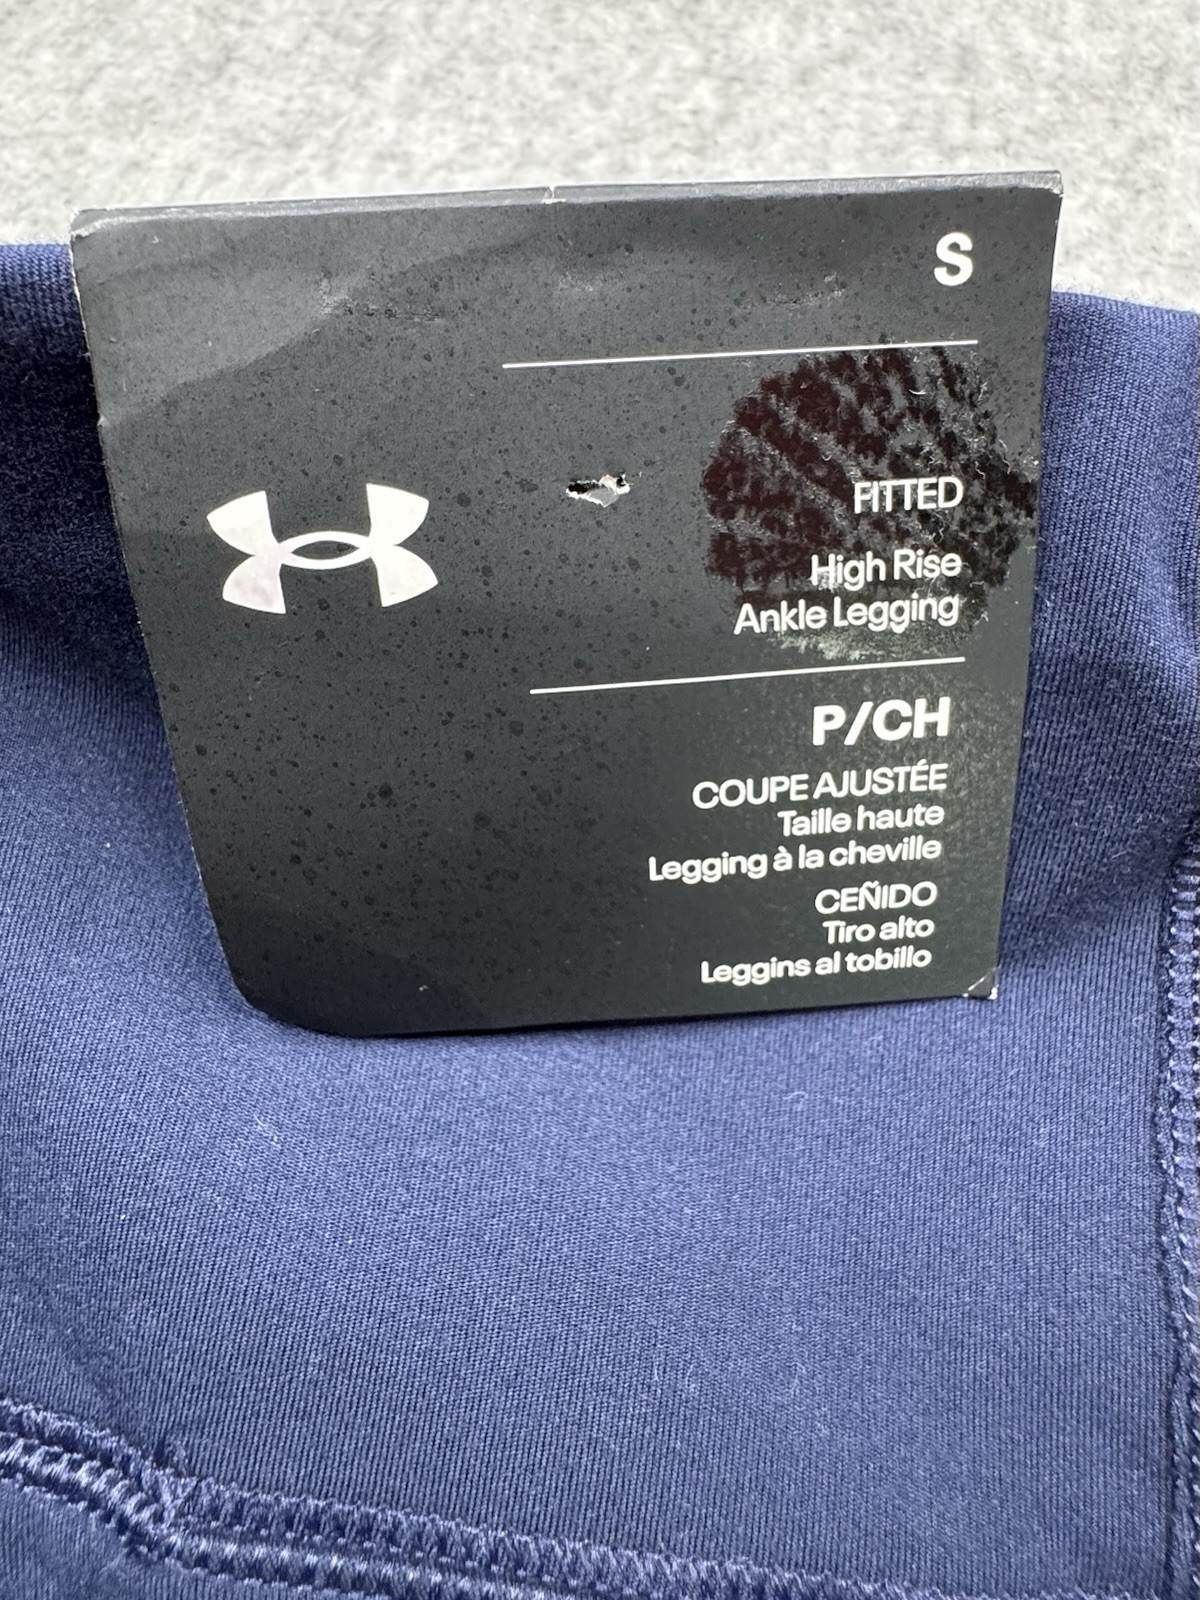 S
FITTED
High Rise
Ankle Legging
P/CH
COUPE AJUSTÉE
Taille haute
Legging à la cheville
CEÑIDO
Tiro alto
Leggins al tobillo